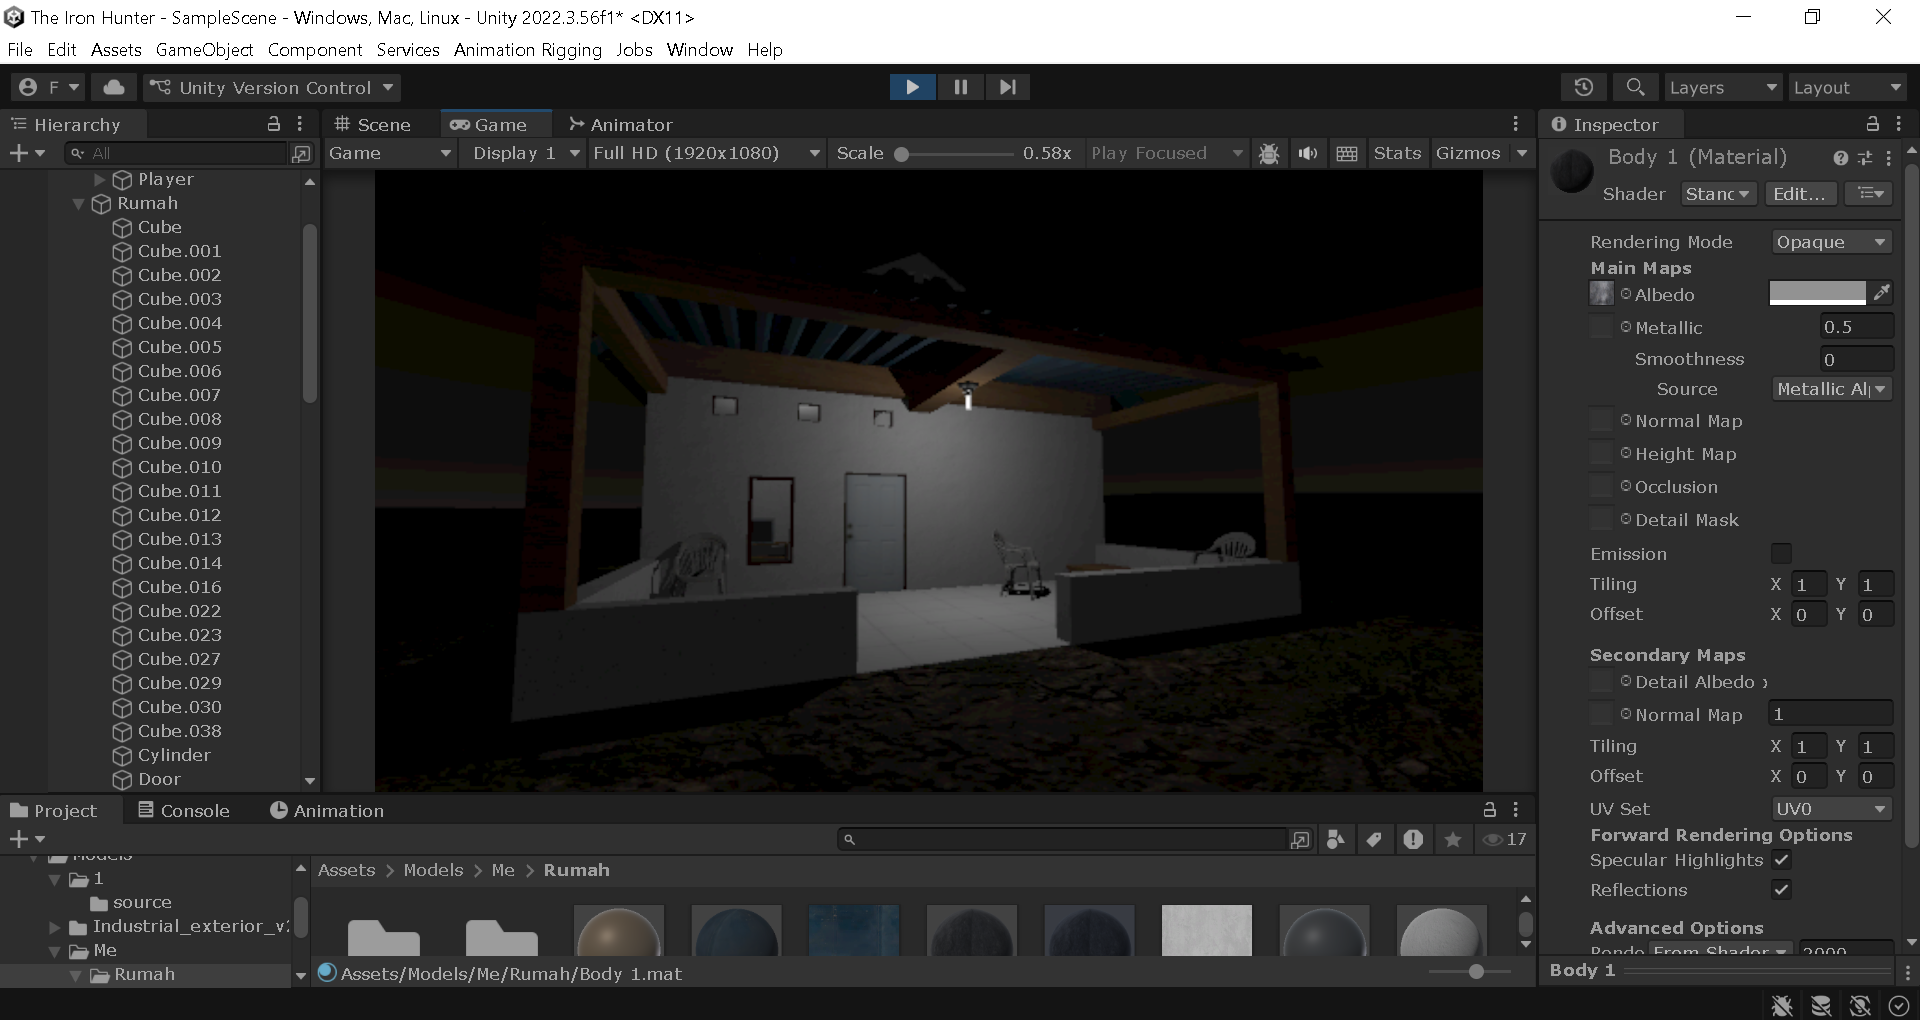 The Iron Hunter - SampleScene - Windows, Mac, Linux - Unity 2022.3.56f1* <DX11>
File Edit Assets GameObject Component Services Animation Rigging Jobs Window Help
F Unity Version Control Layers Layout
Hierarchy
All
Player
Rumah
Cube
Cube.001
Cube.002
Cube.003
Cube.004
Cube.005
Cube.006
Cube.007
Cube.008
Cube.009
Cube.010
Cube.011
Cube.012
Cube.013
Cube.014
Cube.016
Cube.022
Cube.023
Cube.027
Cube.029
Cube.030
Cube.038
Cylinder
Door
Scene Game Animator
Game Display 1 Full HD (1920x1080) Scale 0.58x Play Focused Stats Gizmos
Inspector
Body 1 (Material)
Shader Stanc Edit...
Rendering Mode Opaque
Main Maps
Albedo
Metallic 0.5
Smoothness 0
Source Metallic Al
Normal Map
Height Map
Occlusion
Detail Mask
Emission
Tiling X 1 Y 1
Offset X 0 Y 0
Secondary Maps
Detail Albedo
Normal Map 1
Tiling X 1 Y 1
Offset X 0 Y 0
UV Set UV0
Forward Rendering Options
Specular Highlights
Reflections
Advanced Options
Rende From Shader 2000
Body 1
Project Console Animation
17
Models
1
source
Industrial_exterior_v
Me
Rumah
Assets > Models > Me > Rumah
Assets/Models/Me/Rumah/Body 1.mat